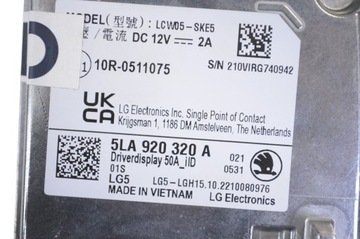 MODEL(型號): LCW05-SKE5
電流 DC 12V 2A
S/N 210VIRG740942
1
10R-0511075
UK
CA
LG Electronics Inc. Single Point of Contact
Krijgsman 1, 1186 DM Amstelveen, The Netherlands
5LA 920 320 A 021
Driverdisplay 50A_iID 0531
01S
LG5 LG5-LGH15.10.2210080976
MADE IN VIETNAM LG Electronics